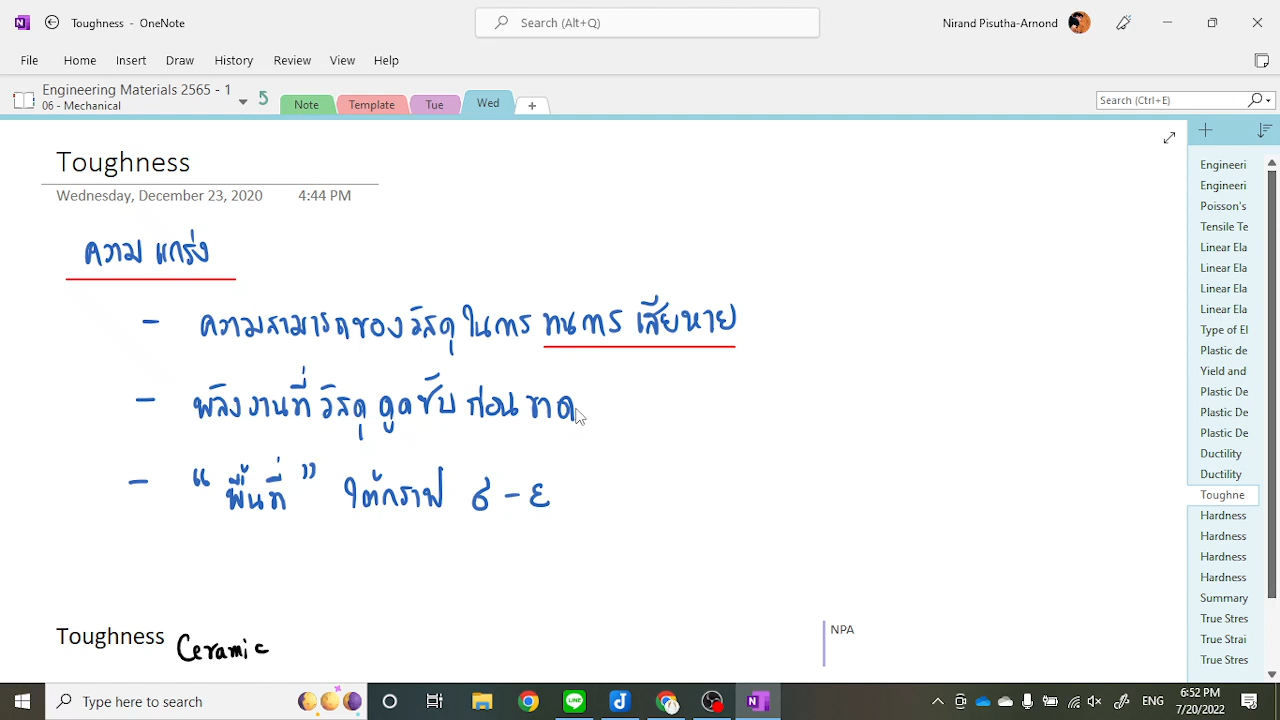 Toughness - OneNote
Search (Alt+Q)
Nirand Pisutha-Arnond
File Home Insert Draw History Review View Help
Engineering Materials 2565 - 1
06 - Mechanical
Note Template Tue Wed +
Search (Ctrl+E)
Toughness
Wednesday, December 23, 2020 4:44 PM
ความ แกร่ง
- ความสามารถของวัสดุ ในการ ทนการ เสียหาย
- พลังงานที่ วัสดุ ดูดซับ ก่อน ขาด
- “ พื้นที่ ” ใต้กราฟ σ - ε
Toughness Ceramic
NPA
Engineeri
Engineeri
Poisson's
Tensile Te
Linear Ela
Linear Ela
Linear Ela
Linear Ela
Type of El
Plastic de
Yield and
Plastic De
Plastic De
Plastic De
Ductility
Ductility
Toughne
Hardness
Hardness
Hardness
Hardness
Summary
True Stres
True Strai
True Stres
Type here to search
ENG
6:52 PM
7/20/2022